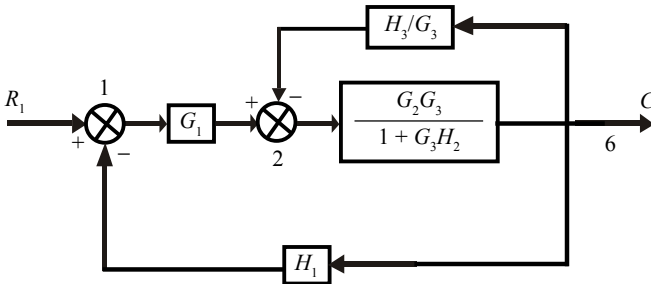 H₃/G₃
R₁
1
+
−
G₁
+
−
2
G₂G₃
1 + G₃H₂
C
6
H₁